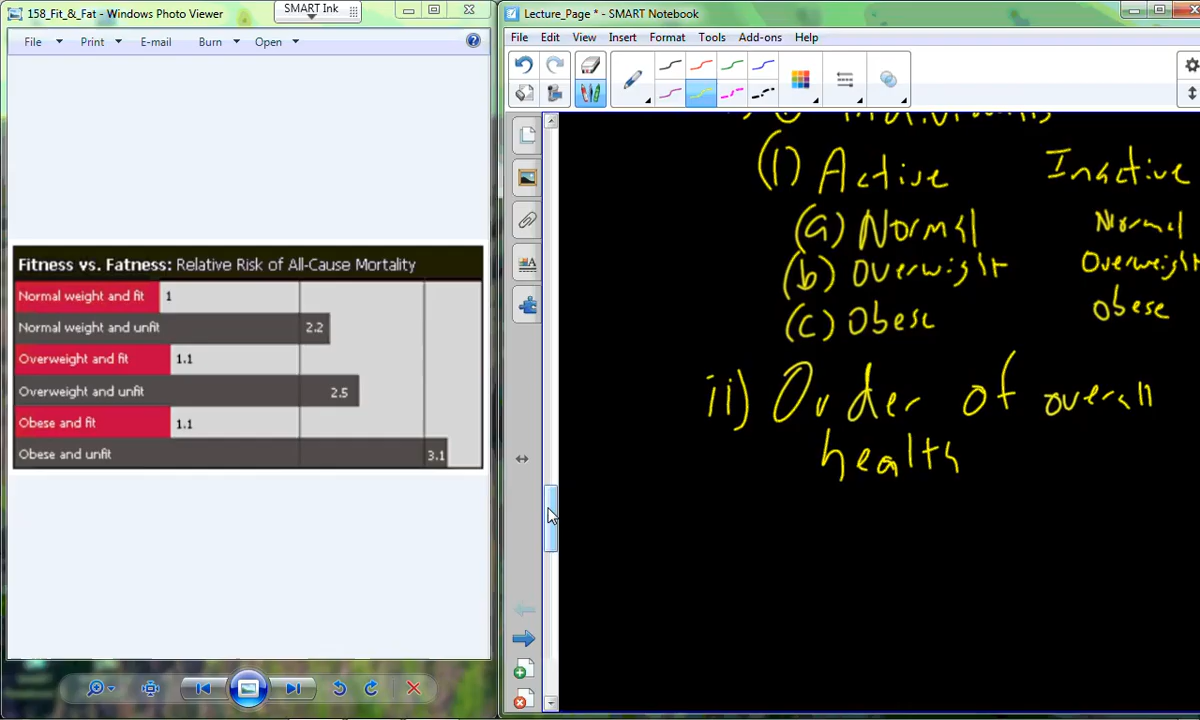 158_Fit_&_Fat - Windows Photo Viewer
SMART Ink
File Print E-mail Burn Open
Fitness vs. Fatness: Relative Risk of All-Cause Mortality
Normal weight and fit 1
Normal weight and unfit 2.2
Overweight and fit 1.1
Overweight and unfit 2.5
Obese and fit 1.1
Obese and unfit 3.1
Lecture_Page * - SMART Notebook
File Edit View Insert Format Tools Add-ons Help
(1) Active Inactive
(a) Normal Normal
(b) Overwight Overweight
(c) Obese Obese
ii) Order of overall
health